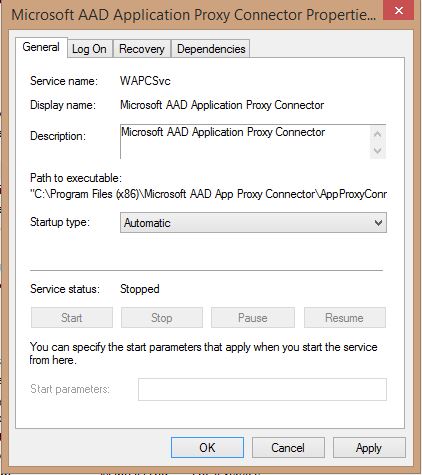 Microsoft AAD Application Proxy Connector Propertie...
General Log On Recovery Dependencies
Service name: WAPCSvc
Display name: Microsoft AAD Application Proxy Connector
Description: Microsoft AAD Application Proxy Connector
Path to executable:
"C:\Program Files (x86)\Microsoft AAD App Proxy Connector\AppProxyConr
Startup type: Automatic
Service status: Stopped
Start Stop Pause Resume
You can specify the start parameters that apply when you start the service
from here.
Start parameters:
OK Cancel Apply